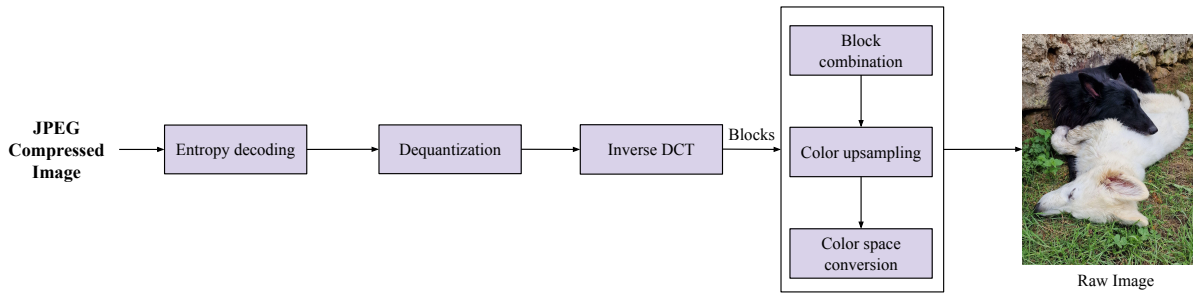 JPEG
Compressed
Image
Entropy decoding
Dequantization
Inverse DCT
Blocks
Block
combination
Color upsampling
Color space
conversion
Raw Image